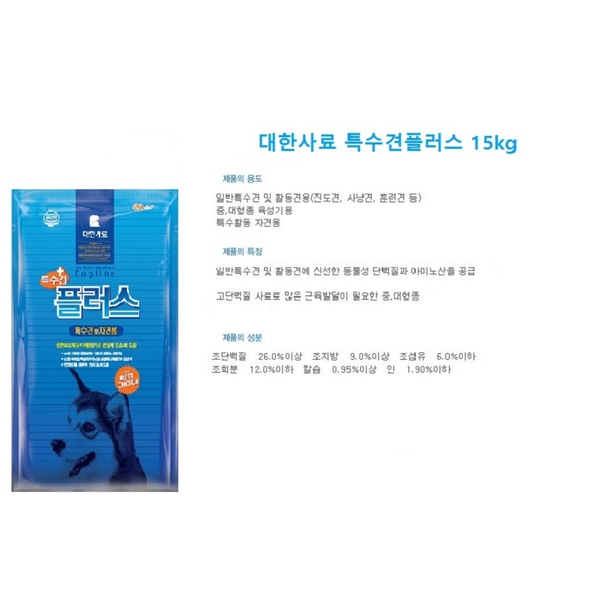 대한사료 특수견플러스 15kg
제품의 용도
일반특수견 및 활동견용(진도견, 사냥견, 훈련견 등)
중,대형종 육성기용
특수활동 자견용
제품의 특징
일반특수견 및 활동견에 신선한 동물성 단백질과 아미노산을 공급
고단백질 사료로 많은 근육발달이 필요한 중,대형종
제품의 성분
조단백질 26.0%이상 조지방 9.0%이상 조섬유 6.0%이하
조회분 12.0%이하 칼슘 0.95%이상 인 1.90%이하
대한사료
특수견
플러스
특수견 및 자견용
BEST
CHOICE